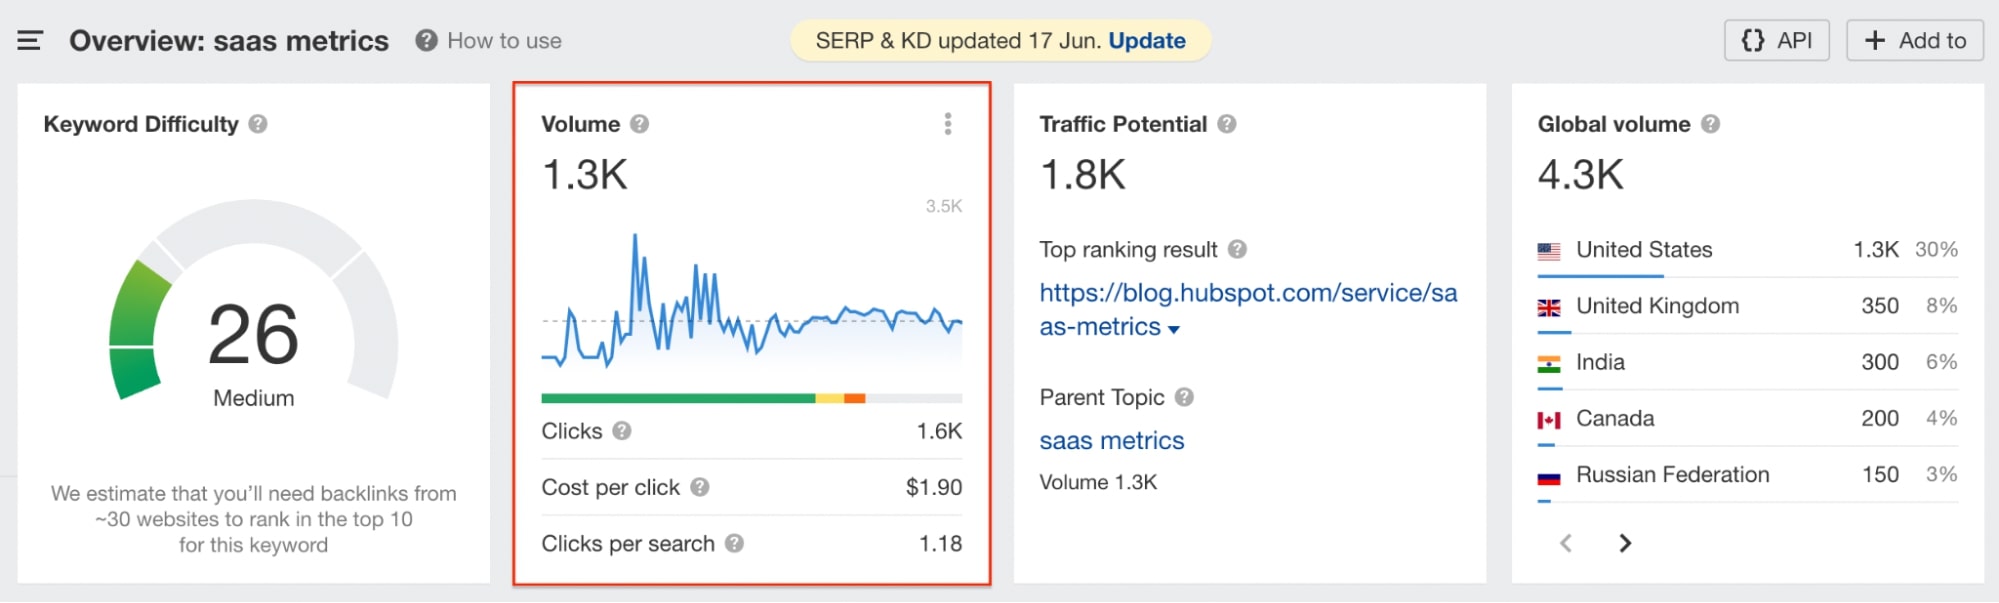 Overview: saas metrics
? How to use
SERP & KD updated 17 Jun. Update
{} API
+ Add to
Keyword Difficulty ?
26
Medium
We estimate that you'll need backlinks from
~30 websites to rank in the top 10
for this keyword
Volume ?
1.3K
3.5K
Clicks ? 1.6K
Cost per click ? $1.90
Clicks per search ? 1.18
Traffic Potential ?
1.8K
Top ranking result ?
https://blog.hubspot.com/service/sa
as-metrics
Parent Topic ?
saas metrics
Volume 1.3K
Global volume ?
4.3K
United States 1.3K 30%
United Kingdom 350 8%
India 300 6%
Canada 200 4%
Russian Federation 150 3%